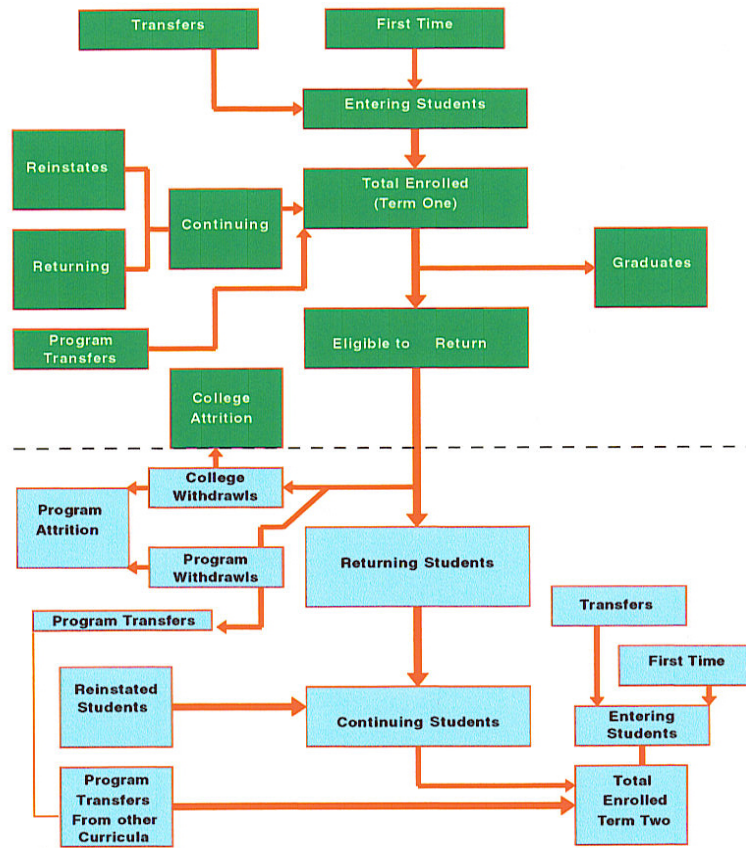 Transfers
First Time
Entering Students
Reinstates
Total Enrolled
(Term One)
Continuing
Returning
Graduates
Program
Transfers
Eligible to Return
College
Attrition
College
Withdrawls
Program
Attrition
Program
Withdrawls
Returning Students
Transfers
Program Transfers
First Time
Reinstated
Students
Continuing Students
Entering
Students
Program
Transfers
From other
Curricula
Total
Enrolled
Term Two